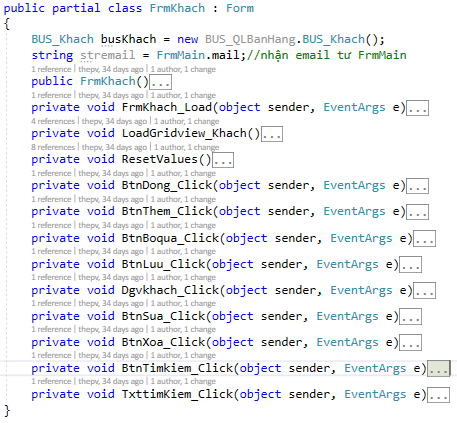 public partial class FrmKhach : Form
{
BUS_Khach busKhach = new BUS_QLBanHang.BUS_Khach();
string stremail = FrmMain.mail;//nhận email tư FrmMain
1 reference | thepv, 34 days ago | 1 author, 1 change
public FrmKhach()...
1 reference | thepv, 34 days ago | 1 author, 1 change
private void FrmKhach_Load(object sender, EventArgs e)...
4 references | thepv, 34 days ago | 1 author, 1 change
private void LoadGridview_Khach()...
8 references | thepv, 34 days ago | 1 author, 1 change
private void ResetValues()...
1 reference | thepv, 34 days ago | 1 author, 1 change
private void BtnDong_Click(object sender, EventArgs e)...
1 reference | thepv, 34 days ago | 1 author, 1 change
private void BtnThem_Click(object sender, EventArgs e)...
1 reference | thepv, 34 days ago | 1 author, 1 change
private void BtnBoqua_Click(object sender, EventArgs e)...
1 reference | thepv, 34 days ago | 1 author, 1 change
private void BtnLuu_Click(object sender, EventArgs e)...
1 reference | thepv, 34 days ago | 1 author, 1 change
private void Dgvkhach_Click(object sender, EventArgs e)...
1 reference | thepv, 34 days ago | 1 author, 1 change
private void BtnSua_Click(object sender, EventArgs e)...
1 reference | thepv, 34 days ago | 1 author, 1 change
private void BtnXoa_Click(object sender, EventArgs e)...
1 reference | thepv, 34 days ago | 1 author, 1 change
private void BtnTimkiem_Click(object sender, EventArgs e)...
1 reference | thepv, 34 days ago | 1 author, 1 change
private void TxttimKiem_Click(object sender, EventArgs e)...
}